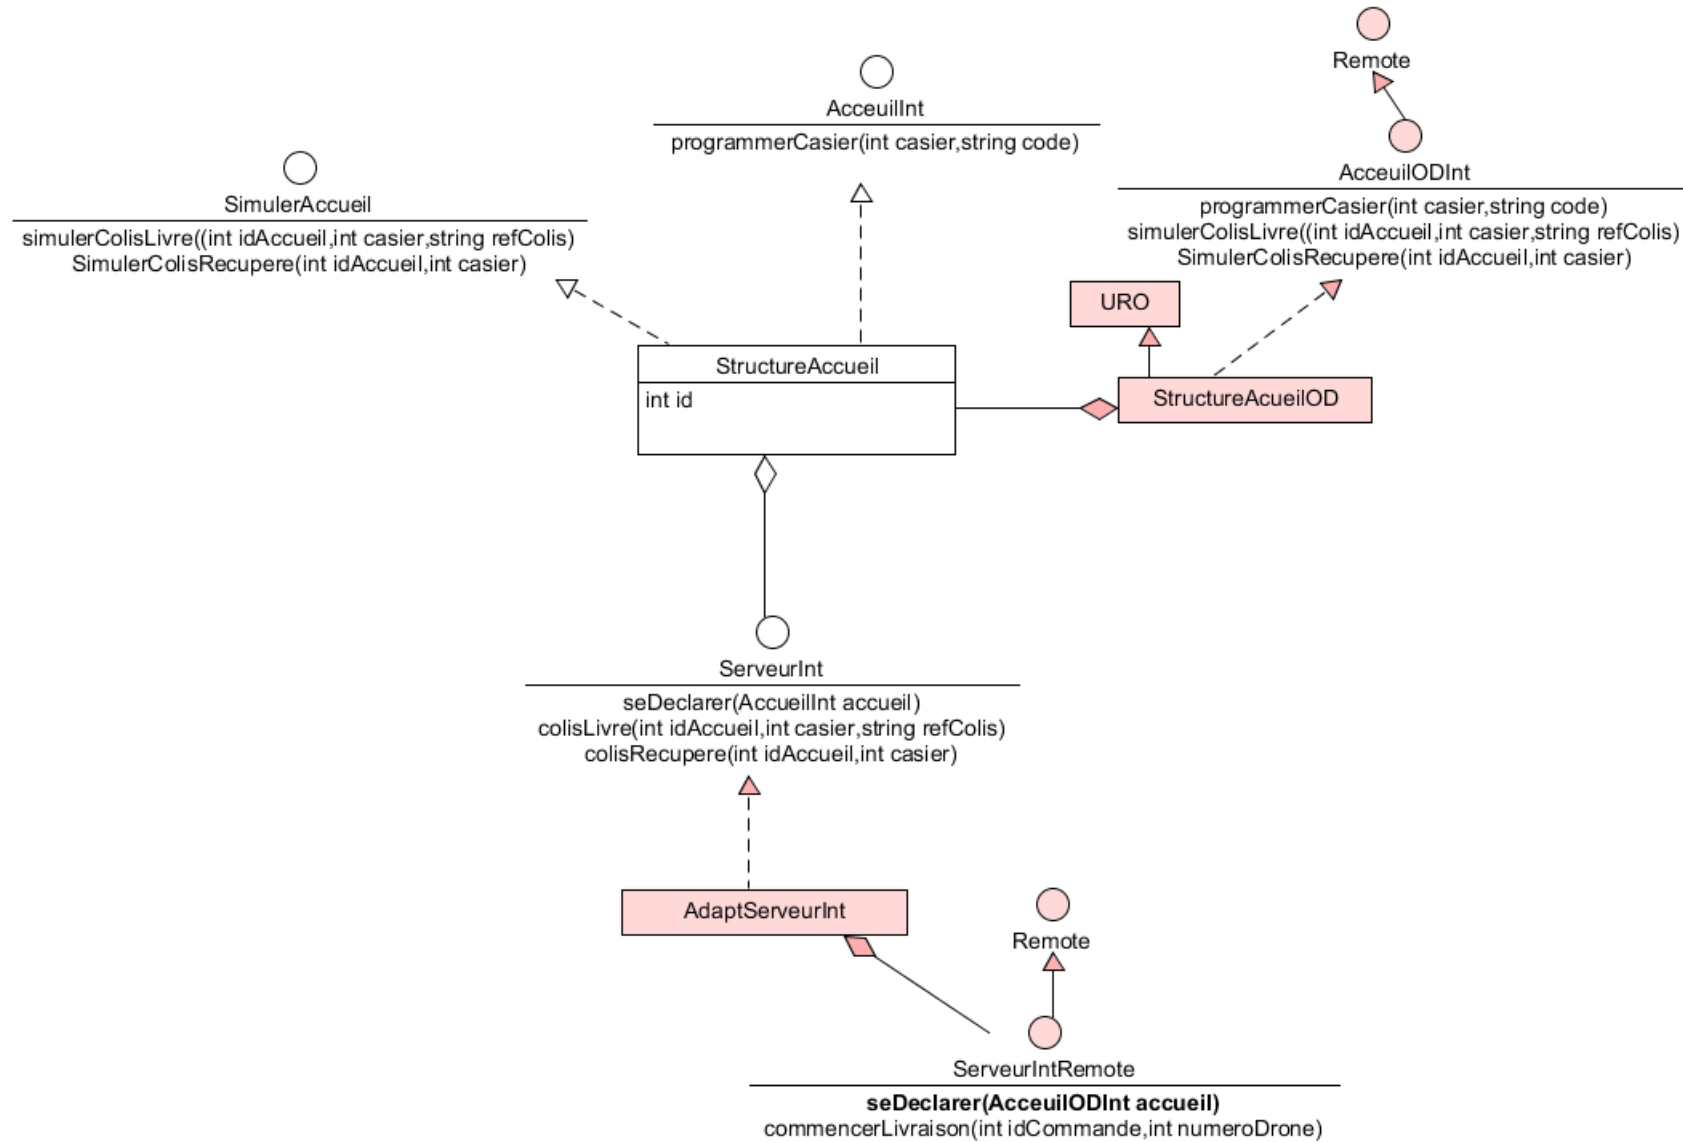 Remote
AcceuilInt
programmerCasier(int casier,string code)
AcceuilODInt
programmerCasier(int casier,string code)
simulerColisLivre((int idAccueil,int casier,string refColis)
SimulerColisRecupere(int idAccueil,int casier)
SimulerAccueil
simulerColisLivre((int idAccueil,int casier,string refColis)
SimulerColisRecupere(int idAccueil,int casier)
URO
StructureAccueil
int id
StructureAcueilOD
ServeurInt
seDeclarer(AccueilInt accueil)
colisLivre(int idAccueil,int casier,string refColis)
colisRecupere(int idAccueil,int casier)
AdaptServeurInt
Remote
ServeurIntRemote
seDeclarer(AcceuilODInt accueil)
commencerLivraison(int idCommande,int numeroDrone)